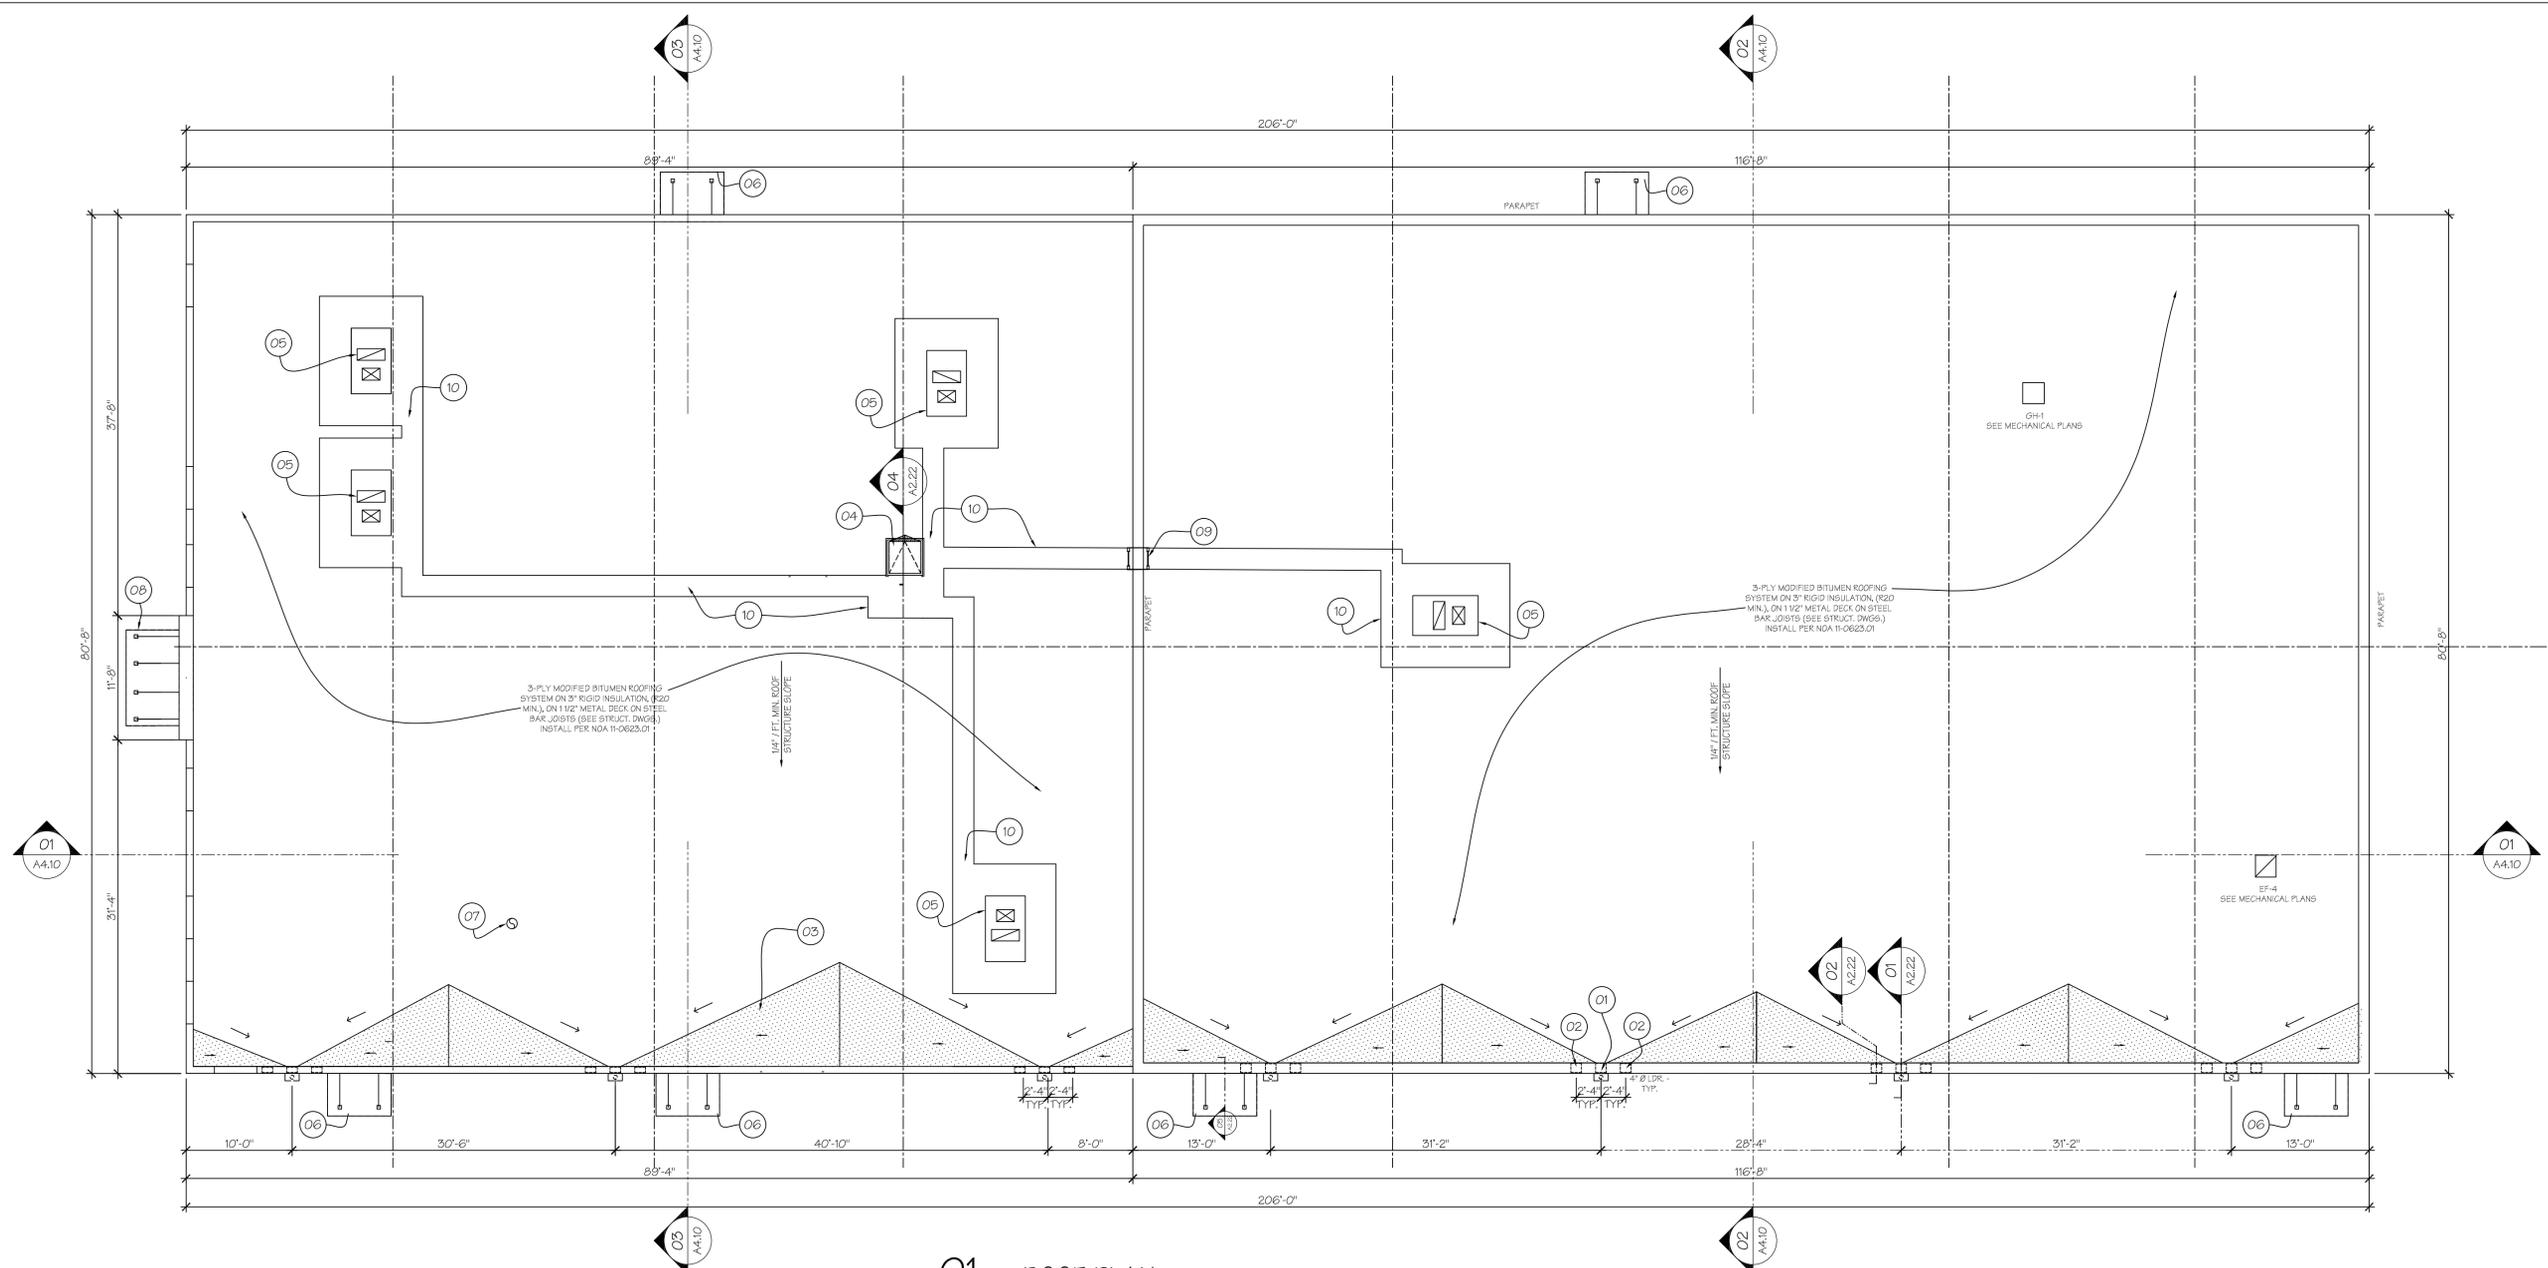 03
A4.10
02
A4.10
206'-0"
89'-4"
116'-8"
06
06
PARAPET
05
10
05
37'-8"
GH-1
SEE MECHANICAL PLANS
05
04
A2.22
04
10
09
08
10
10
05
3-PLY MODIFIED BITUMEN ROOFING
SYSTEM ON 3" RIGID INSULATION, (R20
MIN.), ON 1 1/2" METAL DECK ON STEEL
BAR JOISTS (SEE STRUCT. DWGS.)
INSTALL PER NOA 11-0623.01
PARAPET
PARAPET
80'-8"
11'-8"
80'-8"
3-PLY MODIFIED BITUMEN ROOFING
SYSTEM ON 3" RIGID INSULATION, (R20
MIN.), ON 1 1/2" METAL DECK ON STEEL
BAR JOISTS (SEE STRUCT. DWGS.)
INSTALL PER NOA 11-0623.01
1/4" / FT. MIN. ROOF
STRUCTURE SLOPE
1/4" / FT. MIN. ROOF
STRUCTURE SLOPE
10
01
A4.10
01
A4.10
31'-4"
EF-4
SEE MECHANICAL PLANS
07
05
03
02
A2.22
01
A2.22
01
02
02
S
S
S
S
S
S
S
4" Ø LDR. -
TYP.
2'-4" 2'-4"
TYP. TYP.
2'-4" 2'-4"
TYP. TYP.
06
06
06
06
10'-0"
30'-6"
40'-10"
8'-0"
13'-0"
31'-2"
28'-4"
31'-2"
13'-0"
89'-4"
116'-8"
206'-0"
03
A4.10
02
A4.10
01
ROOF PLAN